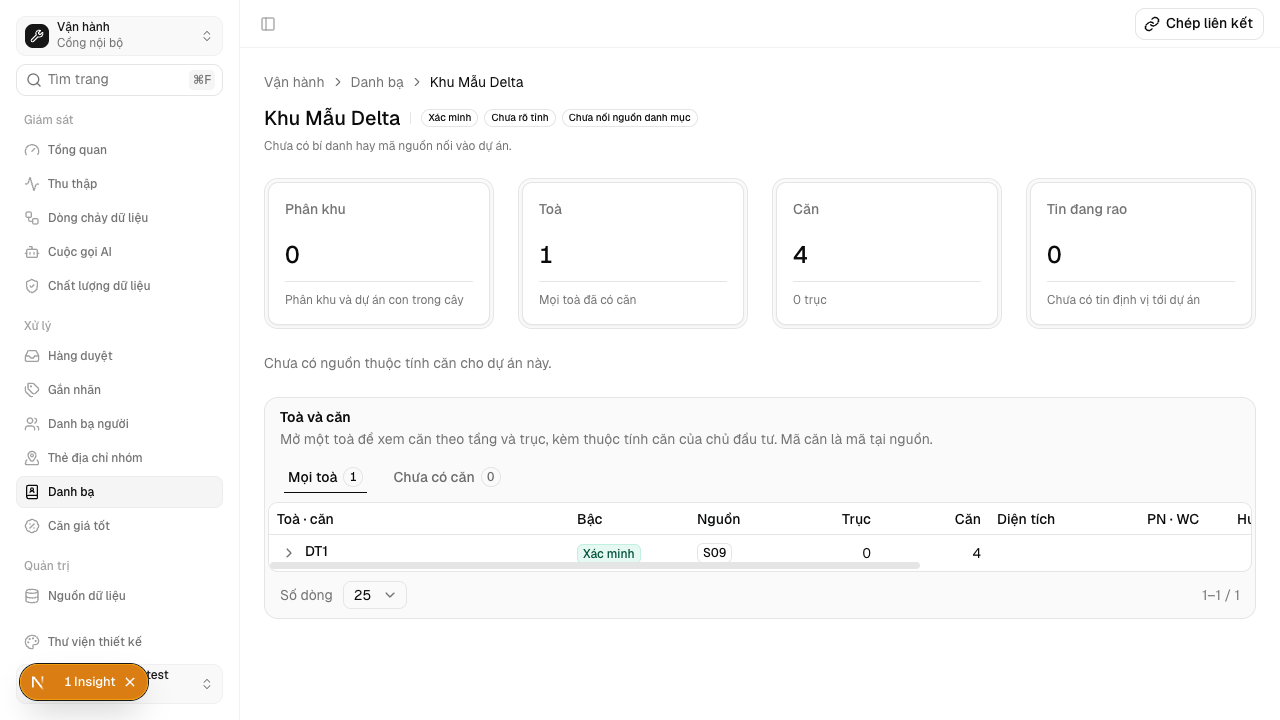 Vận hành
Cổng nội bộ
Tìm trang
⌘F
Giám sát
Tổng quan
Thu thập
Dòng chảy dữ liệu
Cuộc gọi AI
Chất lượng dữ liệu
Xử lý
Hàng duyệt
Gắn nhãn
Danh bạ người
Thẻ địa chỉ nhóm
Danh bạ
Căn giá tốt
Quản trị
Nguồn dữ liệu
Thư viện thiết kế
test
1 Insight
Chép liên kết
Vận hành > Danh bạ > Khu Mẫu Delta
Khu Mẫu Delta
Xác minh
Chưa rõ tỉnh
Chưa nối nguồn danh mục
Chưa có bí danh hay mã nguồn nối vào dự án.
Phân khu
0
Phân khu và dự án con trong cây
Toà
1
Mọi toà đã có căn
Căn
4
0 trục
Tin đang rao
0
Chưa có tin định vị tới dự án
Chưa có nguồn thuộc tính căn cho dự án này.
Toà và căn
Mở một toà để xem căn theo tầng và trục, kèm thuộc tính căn của chủ đầu tư. Mã căn là mã tại nguồn.
Mọi toà 1
Chưa có căn 0
Toà · căn Bậc Nguồn Trục Căn Diện tích PN · WC
DT1 Xác minh S09 0 4
Số dòng 25
1–1 / 1